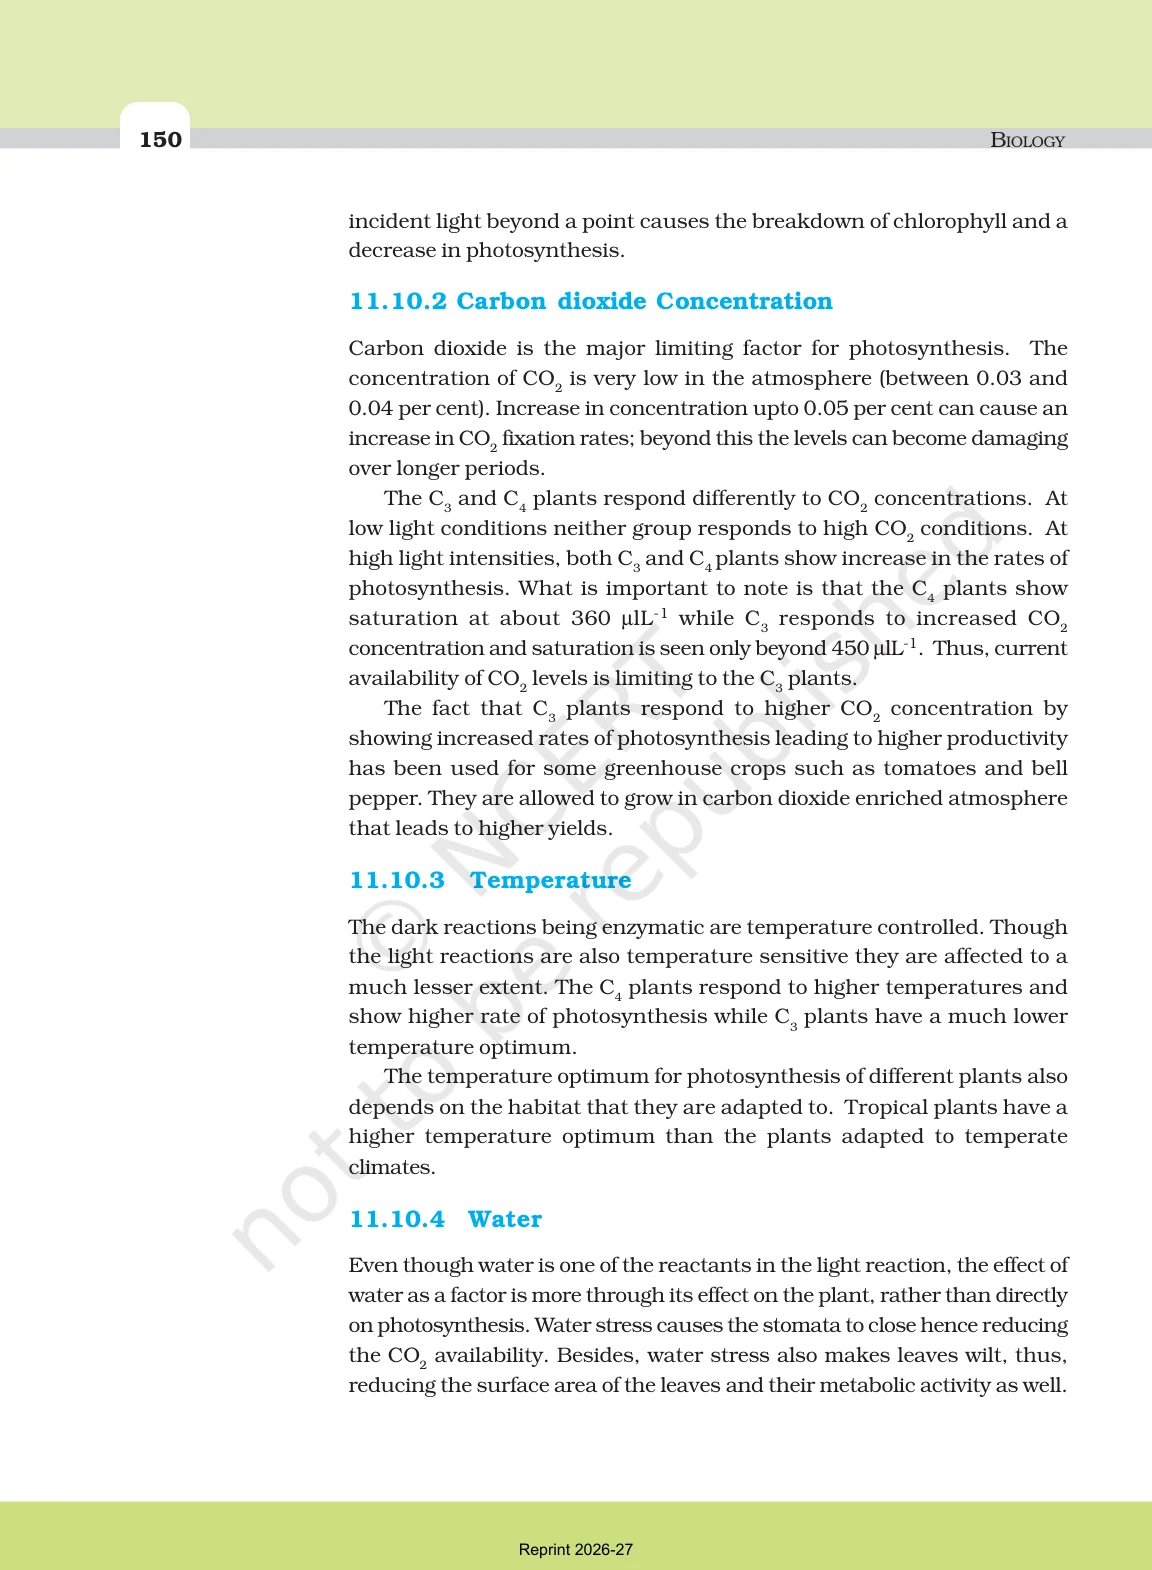 150
BIOLOGY
incident light beyond a point causes the breakdown of chlorophyll and a
decrease in photosynthesis.
11.10.2 Carbon dioxide Concentration
Carbon dioxide is the major limiting factor for photosynthesis. The
concentration of CO₂ is very low in the atmosphere (between 0.03 and
0.04 per cent). Increase in concentration upto 0.05 per cent can cause an
increase in CO₂ fixation rates; beyond this the levels can become damaging
over longer periods.
The C₃ and C₄ plants respond differently to CO₂ concentrations. At
low light conditions neither group responds to high CO₂ conditions. At
high light intensities, both C₃ and C₄ plants show increase in the rates of
photosynthesis. What is important to note is that the C₄ plants show
saturation at about 360 µlL⁻¹ while C₃ responds to increased CO₂
concentration and saturation is seen only beyond 450 µlL⁻¹. Thus, current
availability of CO₂ levels is limiting to the C₃ plants.
The fact that C₃ plants respond to higher CO₂ concentration by
showing increased rates of photosynthesis leading to higher productivity
has been used for some greenhouse crops such as tomatoes and bell
pepper. They are allowed to grow in carbon dioxide enriched atmosphere
that leads to higher yields.
11.10.3 Temperature
The dark reactions being enzymatic are temperature controlled. Though
the light reactions are also temperature sensitive they are affected to a
much lesser extent. The C₄ plants respond to higher temperatures and
show higher rate of photosynthesis while C₃ plants have a much lower
temperature optimum.
The temperature optimum for photosynthesis of different plants also
depends on the habitat that they are adapted to. Tropical plants have a
higher temperature optimum than the plants adapted to temperate
climates.
11.10.4 Water
Even though water is one of the reactants in the light reaction, the effect of
water as a factor is more through its effect on the plant, rather than directly
on photosynthesis. Water stress causes the stomata to close hence reducing
the CO₂ availability. Besides, water stress also makes leaves wilt, thus,
reducing the surface area of the leaves and their metabolic activity as well.
© NCERT
not to be republished
Reprint 2026-27